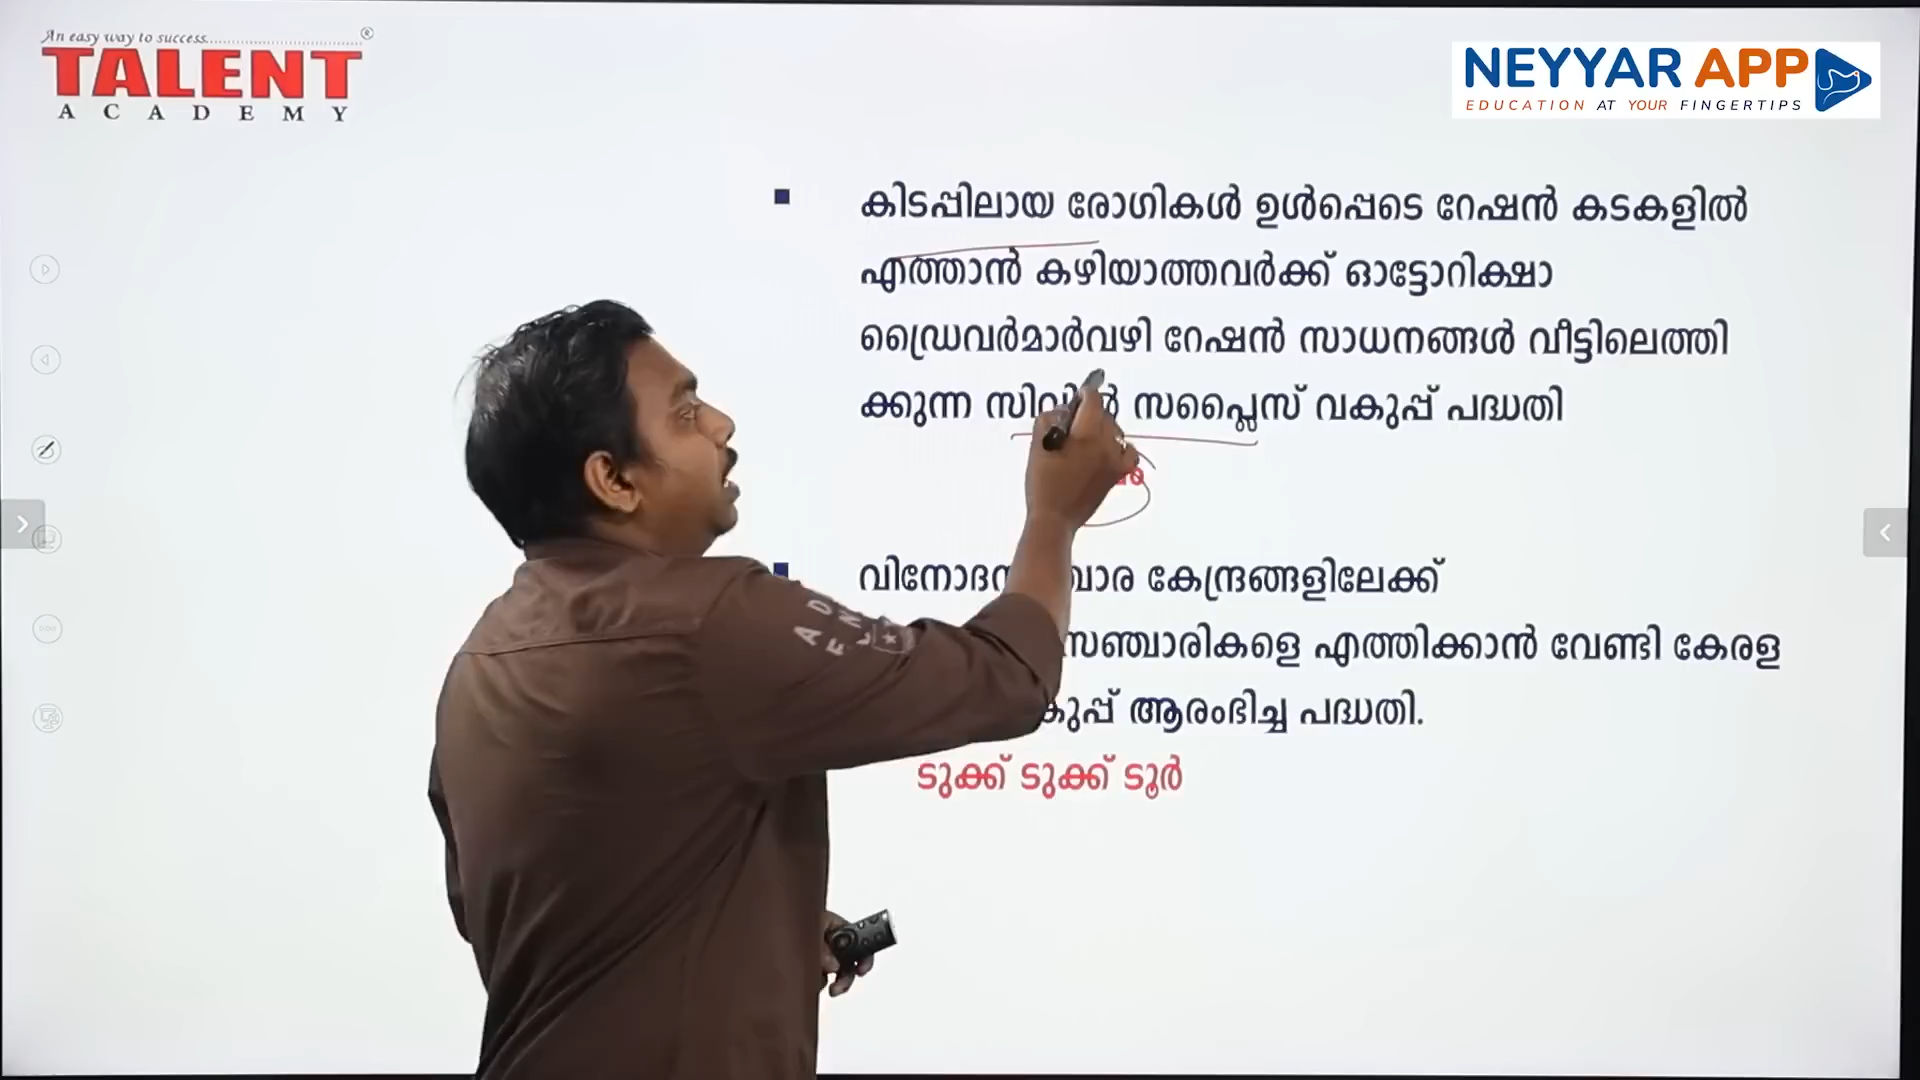 An easy way to success
TALENT
ACADEMY
NEYYAR APP
EDUCATION AT YOUR FINGERTIPS
കിടപ്പിലായ രോഗികൾ ഉൾപ്പെടെ റേഷൻ കടകളിൽ
എത്താൻ കഴിയാത്തവർക്ക് ഓട്ടോറിക്ഷാ
ഡ്രൈവർമാർവഴി റേഷൻ സാധനങ്ങൾ വീട്ടിലെത്തി
ക്കുന്ന സിവിൽ സപ്ലൈസ് വകുപ്പ് പദ്ധതി
കേന്ദ്രങ്ങളിലേക്ക്
സഞ്ചാരികളെ എത്തിക്കാൻ വേണ്ടി കേരള
ആരംഭിച്ച പദ്ധതി.
ടുക്ക് ടുക്ക് ടൂർ